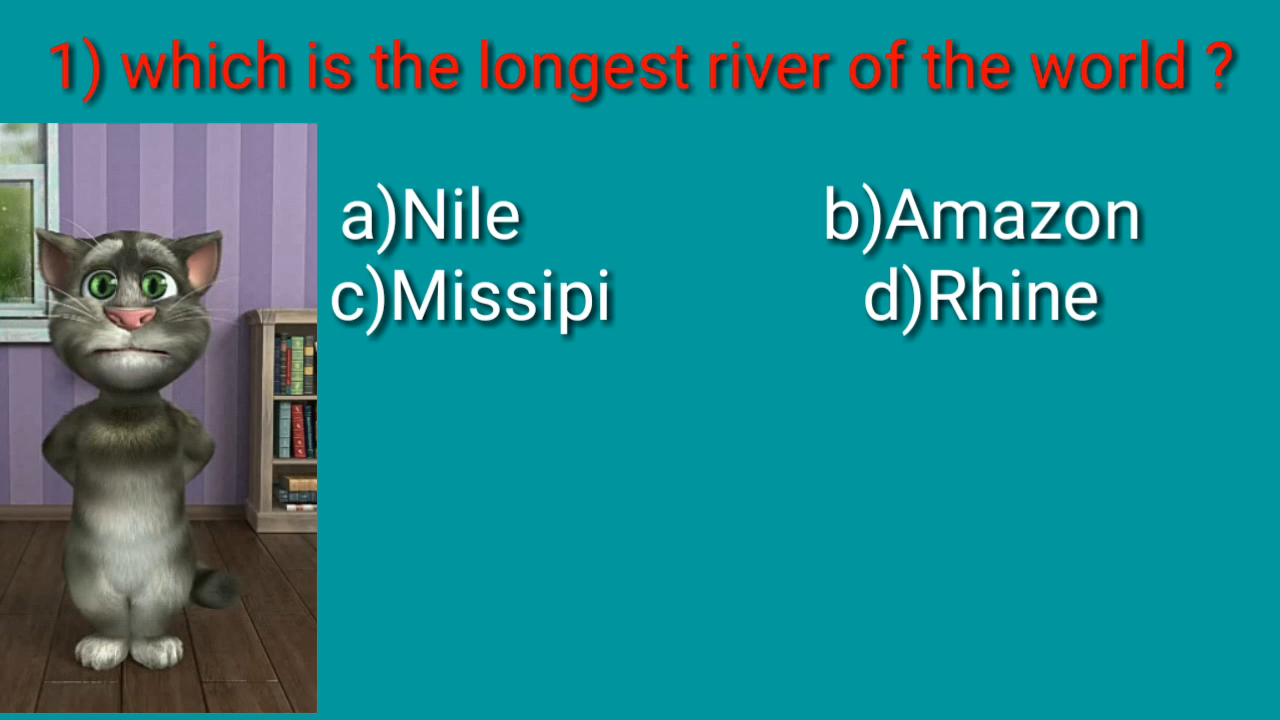 1) which is the longest river of the world ?
a)Nile b)Amazon
c)Missipi d)Rhine